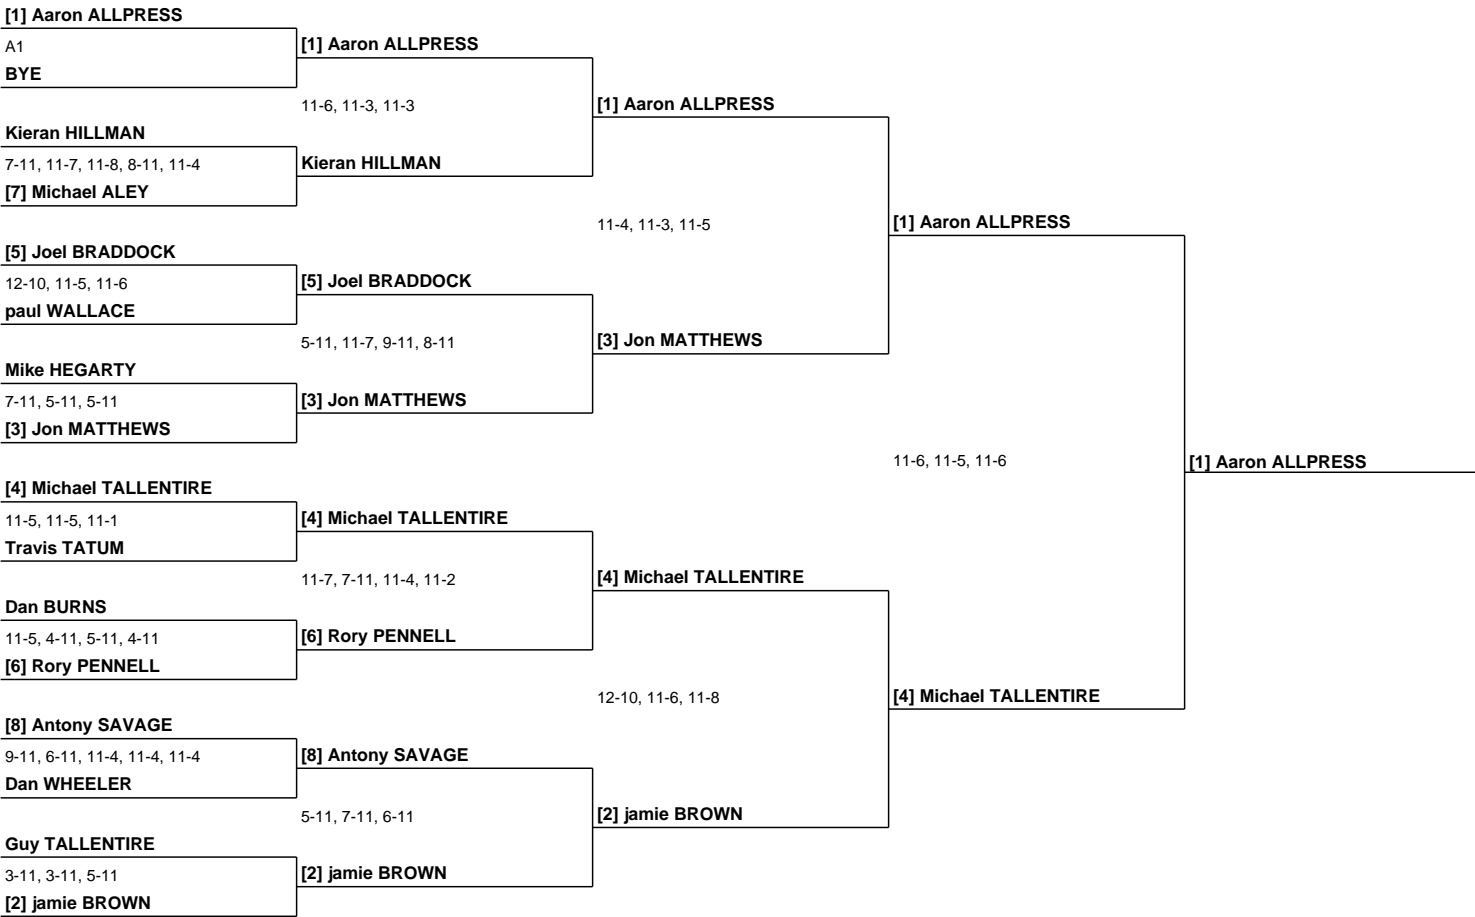 [1] Aaron ALLPRESS
A1
BYE
Kieran HILLMAN
7-11, 11-7, 11-8, 8-11, 11-4
[7] Michael ALEY
[5] Joel BRADDOCK
12-10, 11-5, 11-6
paul WALLACE
Mike HEGARTY
7-11, 5-11, 5-11
[3] Jon MATTHEWS
[4] Michael TALLENTIRE
11-5, 11-5, 11-1
Travis TATUM
Dan BURNS
11-5, 4-11, 5-11, 4-11
[6] Rory PENNELL
[8] Antony SAVAGE
9-11, 6-11, 11-4, 11-4, 11-4
Dan WHEELER
Guy TALLENTIRE
3-11, 3-11, 5-11
[2] jamie BROWN
[1] Aaron ALLPRESS
11-6, 11-3, 11-3
Kieran HILLMAN
[5] Joel BRADDOCK
5-11, 11-7, 9-11, 8-11
[3] Jon MATTHEWS
[4] Michael TALLENTIRE
11-7, 7-11, 11-4, 11-2
[6] Rory PENNELL
[8] Antony SAVAGE
5-11, 7-11, 6-11
[2] jamie BROWN
[1] Aaron ALLPRESS
11-4, 11-3, 11-5
[3] Jon MATTHEWS
[4] Michael TALLENTIRE
12-10, 11-6, 11-8
[2] jamie BROWN
[1] Aaron ALLPRESS
11-6, 11-5, 11-6
[4] Michael TALLENTIRE
[1] Aaron ALLPRESS